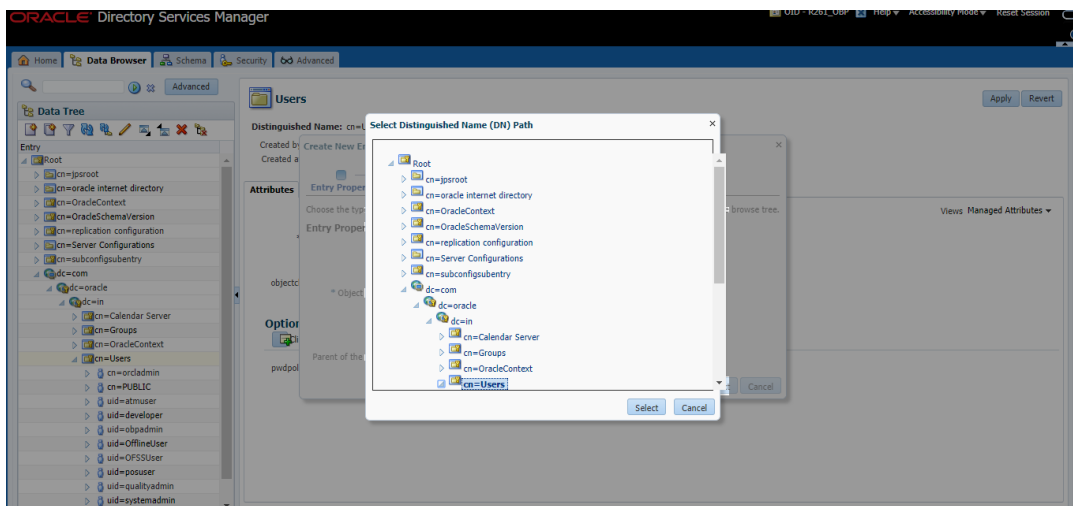 ORACLE Directory Services Manager
OID - R261_OBP Help Accessibility Mode Reset Session
Home Data Browser Schema Security Advanced
Advanced
Data Tree
Entry
Root
cn=jpsroot
cn=oracle internet directory
cn=OracleContext
cn=OracleSchemaVersion
cn=replication configuration
cn=Server Configurations
cn=subconfigsubentry
dc=com
dc=oracle
dc=in
cn=Calendar Server
cn=Groups
cn=OracleContext
cn=Users
cn=orcladmin
cn=PUBLIC
uid=atmuser
uid=developer
uid=obpadmin
uid=OfflineUser
uid=OFSSUser
uid=posuser
uid=qualityadmin
uid=systemadmin
Users
Apply Revert
Distinguished Name: cn=U
Created by
Created a
Attributes
Views Managed Attributes
objectc
Option
Cli
pwdpol
Create New En
Entry Proper
Choose the typ
browse tree.
Entry Proper
* Object
Parent of the
Cancel
Select Distinguished Name (DN) Path
Root
cn=jpsroot
cn=oracle internet directory
cn=OracleContext
cn=OracleSchemaVersion
cn=replication configuration
cn=Server Configurations
cn=subconfigsubentry
dc=com
dc=oracle
dc=in
cn=Calendar Server
cn=Groups
cn=OracleContext
cn=Users
Select Cancel